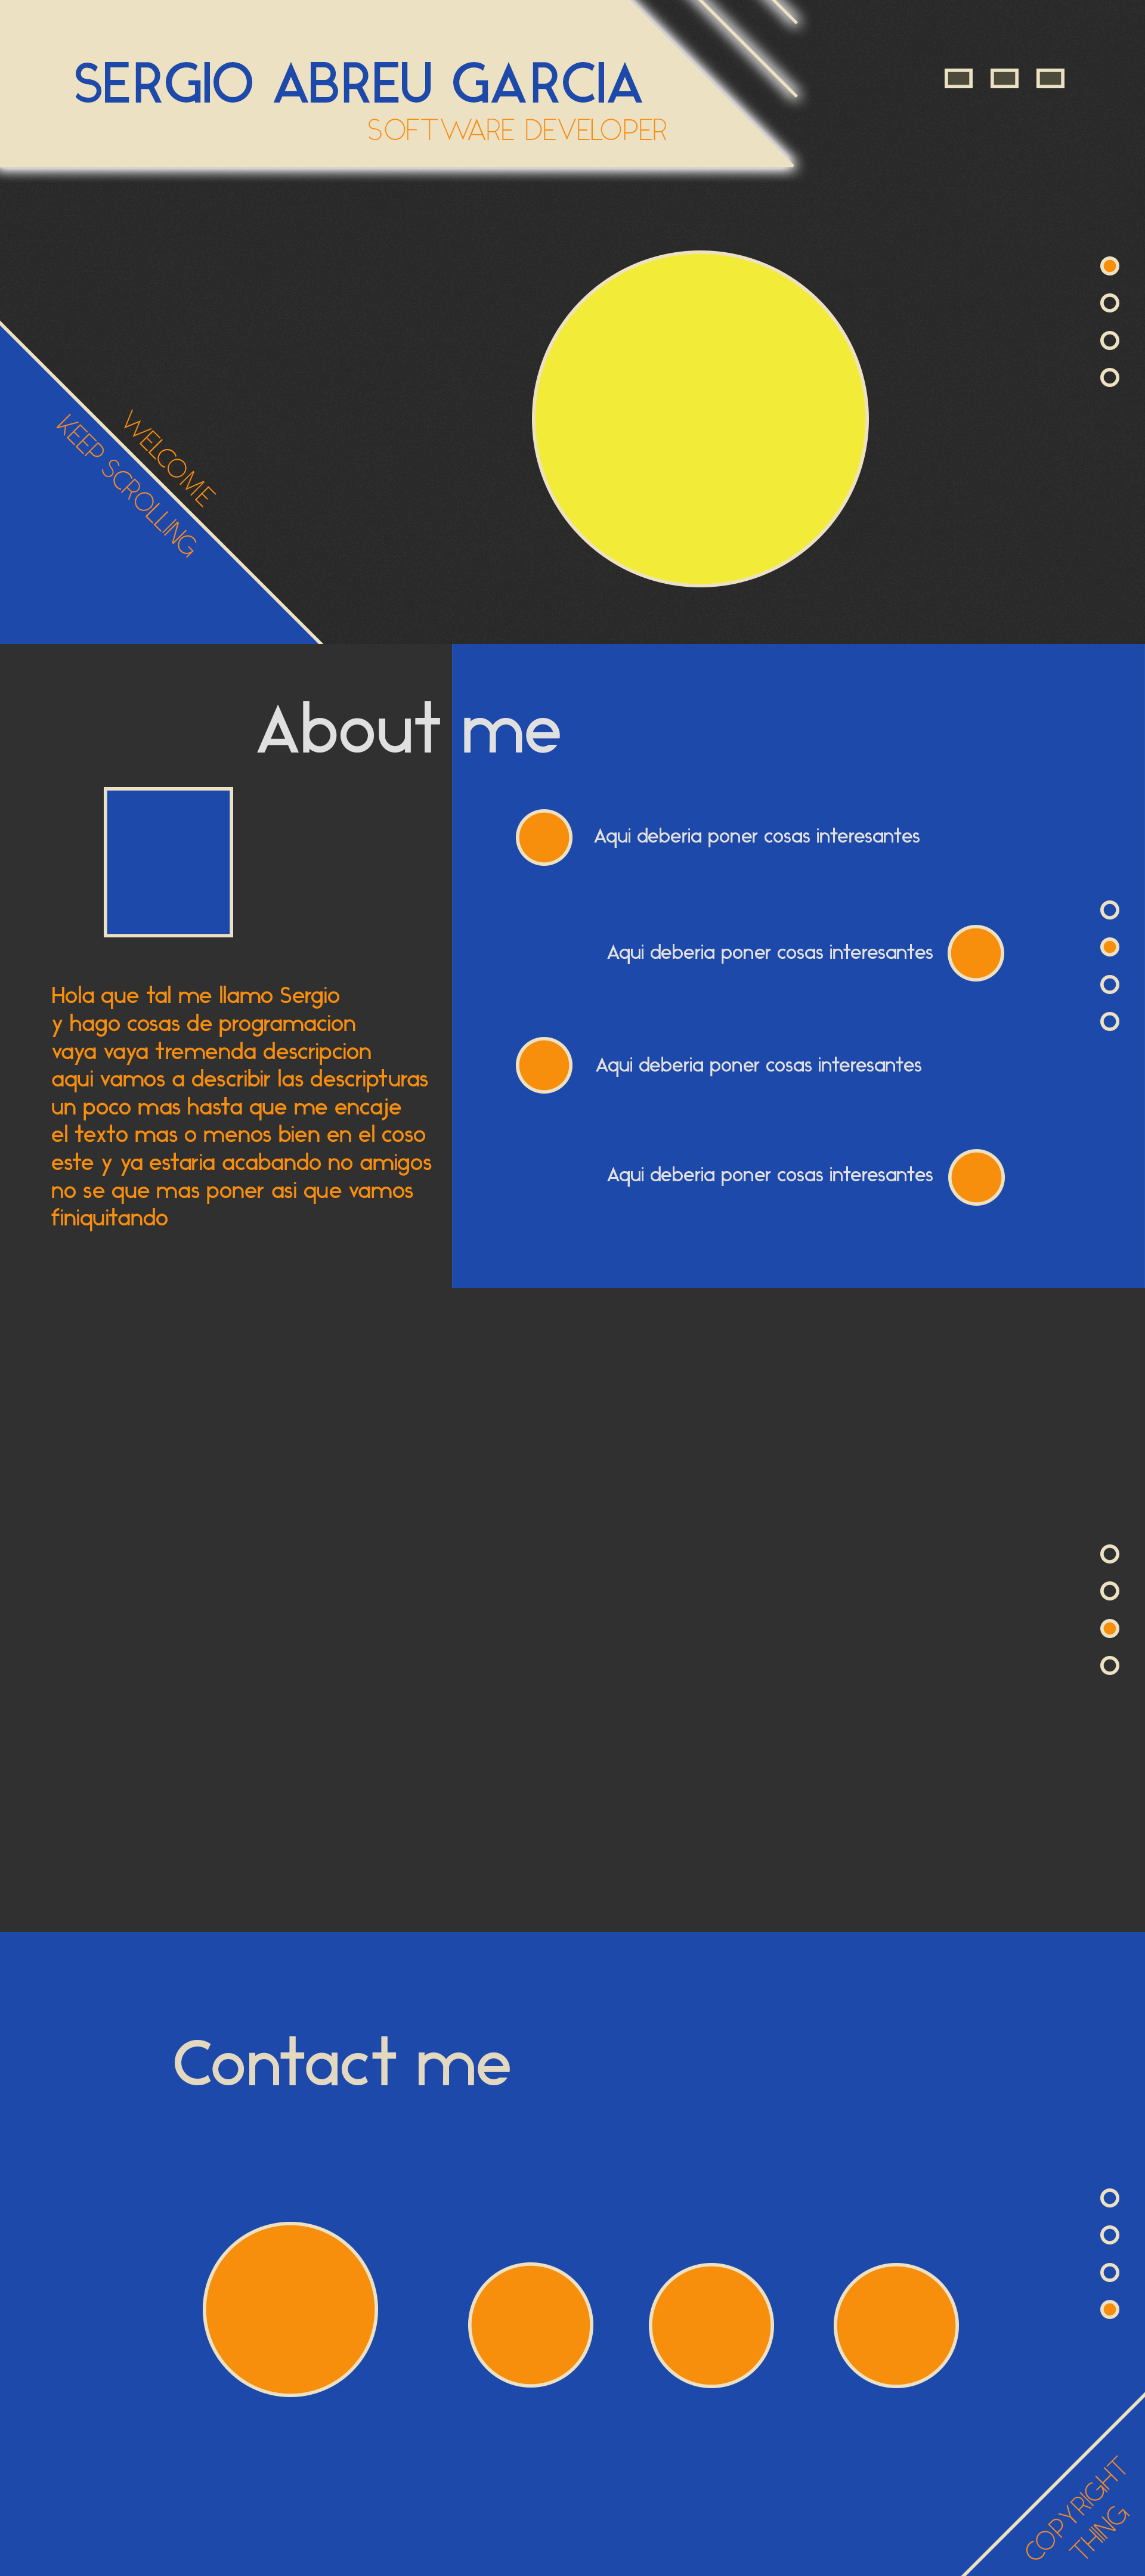 SERGIO ABREU GARCIA
SOFTWARE DEVELOPER
WELCOME
KEEP SCROLLING
About me
Aqui deberia poner cosas interesantes
Aqui deberia poner cosas interesantes
Aqui deberia poner cosas interesantes
Aqui deberia poner cosas interesantes
Hola que tal me llamo Sergio
y hago cosas de programacion
vaya vaya tremenda descripcion
aqui vamos a describir las descripturas
un poco mas hasta que me encaje
el texto mas o menos bien en el coso
este y ya estaria acabando no amigos
no se que mas poner asi que vamos
finiquitando
Contact me
COPYRIGHT
THING